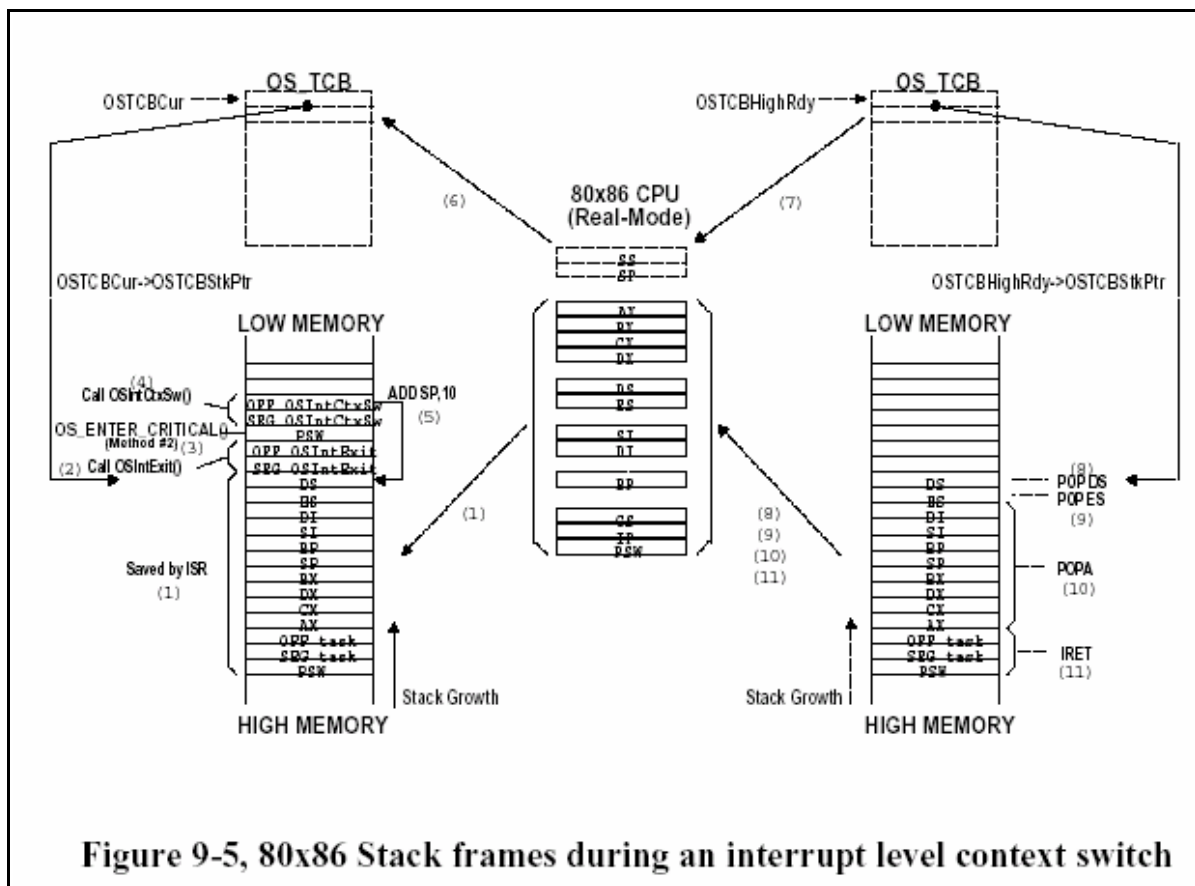 OS_TCB
OSTCBCur
OS_TCB
OSTCBHighRdy
(6)
80x86 CPU
(Real-Mode)
(7)
SS
SP
OSTCBCur->OSTCBStkPtr
OSTCBHighRdy->OSTCBStkPtr
LOW MEMORY
LOW MEMORY
AX
BX
CX
DX
DS
ES
SI
DI
BP
CS
IP
PSW
(4)
Call OSIntCtxSw()
OS_ENTER_CRITICAL()
(Method #2) (3)
(2) Call OSIntExit()
ADD SP,10
(5)
OFF OSIntCtxSw
SEG OSIntCtxSw
PSW
OFF OSIntExit
SEG OSIntExit
DS
ES
DI
SI
BP
SP
BX
DX
CX
AX
OFF task
SEG task
PSW
Saved by ISR
(1)
(1)
(8)
(9)
(10)
(11)
DS
ES
DI
SI
BP
SP
BX
DX
CX
AX
OFF task
SEG task
PSW
(8)
POP DS
POP ES
(9)
POPA
(10)
IRET
(11)
Stack Growth
Stack Growth
HIGH MEMORY
HIGH MEMORY
Figure 9-5, 80x86 Stack frames during an interrupt level context switch